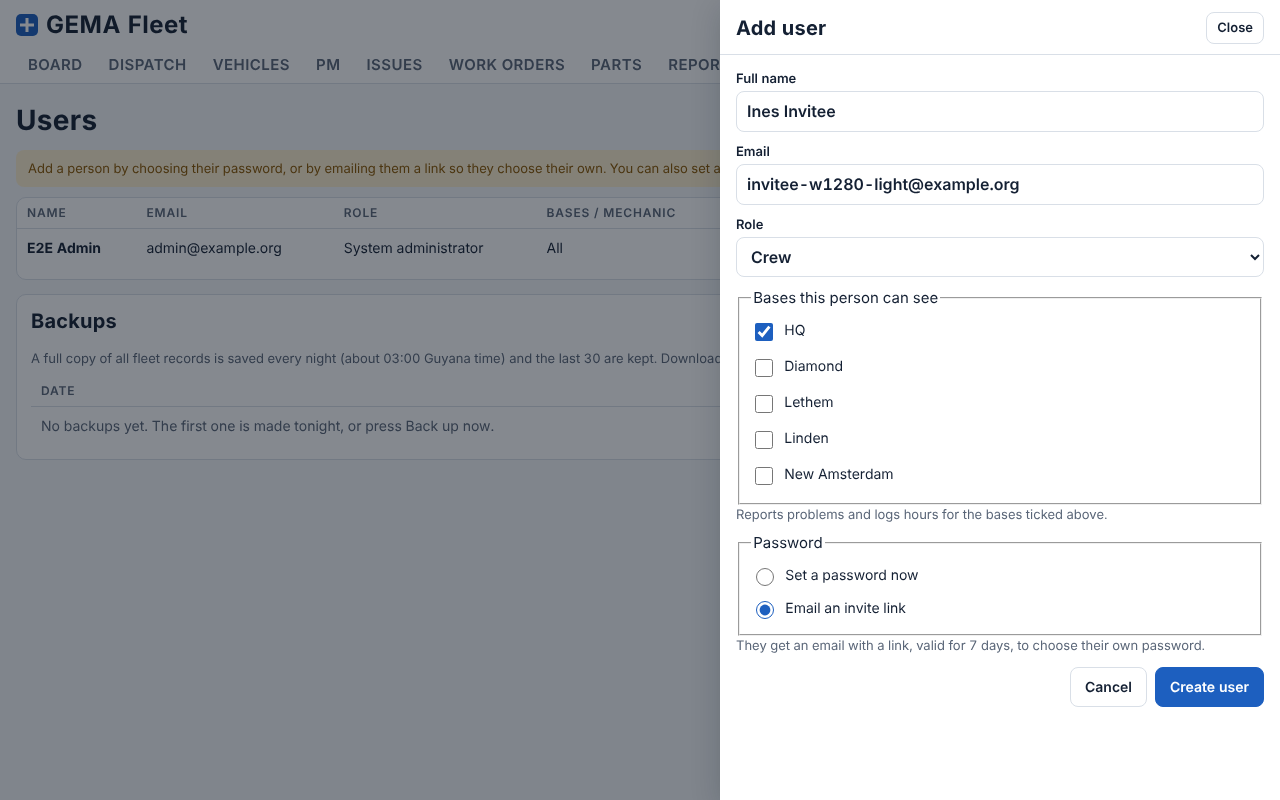 GEMA Fleet
BOARD DISPATCH VEHICLES PM ISSUES WORK ORDERS PARTS REPOR
Users
Add a person by choosing their password, or by emailing them a link so they choose their own. You can also set a
NAME EMAIL ROLE BASES / MECHANIC
E2E Admin admin@example.org System administrator All
Backups
A full copy of all fleet records is saved every night (about 03:00 Guyana time) and the last 30 are kept. Download
DATE
No backups yet. The first one is made tonight, or press Back up now.
Add user
Close
Full name
Ines Invitee
Email
invitee-w1280-light@example.org
Role
Crew
Bases this person can see
HQ
Diamond
Lethem
Linden
New Amsterdam
Reports problems and logs hours for the bases ticked above.
Password
Set a password now
Email an invite link
They get an email with a link, valid for 7 days, to choose their own password.
Cancel Create user